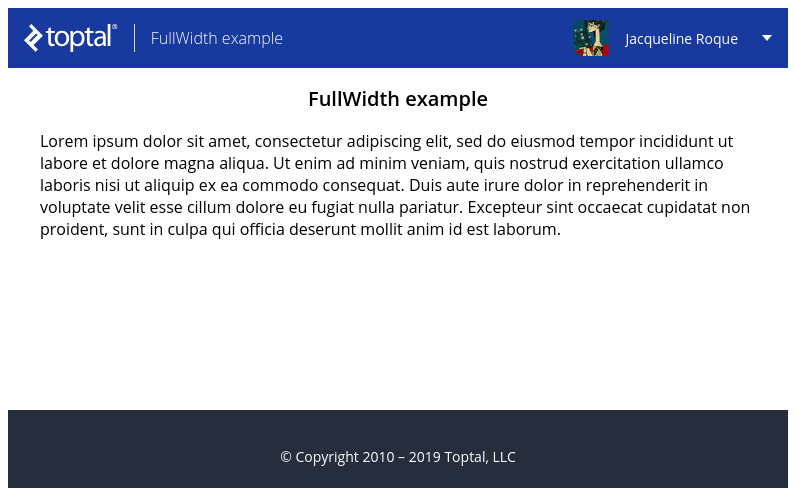 toptal® FullWidth example Jacqueline Roque
FullWidth example
Lorem ipsum dolor sit amet, consectetur adipiscing elit, sed do eiusmod tempor incididunt ut
labore et dolore magna aliqua. Ut enim ad minim veniam, quis nostrud exercitation ullamco
laboris nisi ut aliquip ex ea commodo consequat. Duis aute irure dolor in reprehenderit in
voluptate velit esse cillum dolore eu fugiat nulla pariatur. Excepteur sint occaecat cupidatat non
proident, sunt in culpa qui officia deserunt mollit anim id est laborum.
© Copyright 2010 – 2019 Toptal, LLC